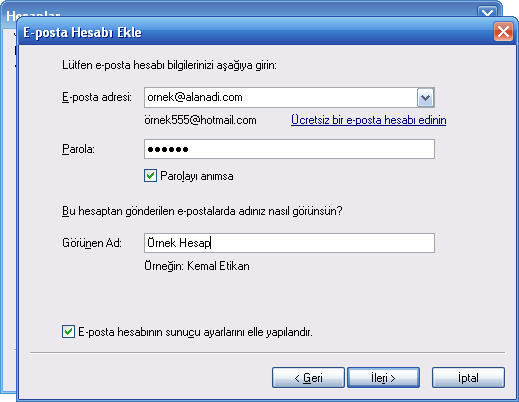 Hesaplar
E-posta Hesabı Ekle
Lütfen e-posta hesabı bilgilerinizi aşağıya girin:
E-posta adresi: ornek@alanadi.com
örnek555@hotmail.com Ücretsiz bir e-posta hesabı edinin
Parola: ●●●●●●
Parolayı anımsa
Bu hesaptan gönderilen e-postalarda adınız nasıl görünsün?
Görünen Ad: Örnek Hesap
Örneğin: Kemal Etikan
E-posta hesabının sunucu ayarlarını elle yapılandır.
< Geri İleri > İptal